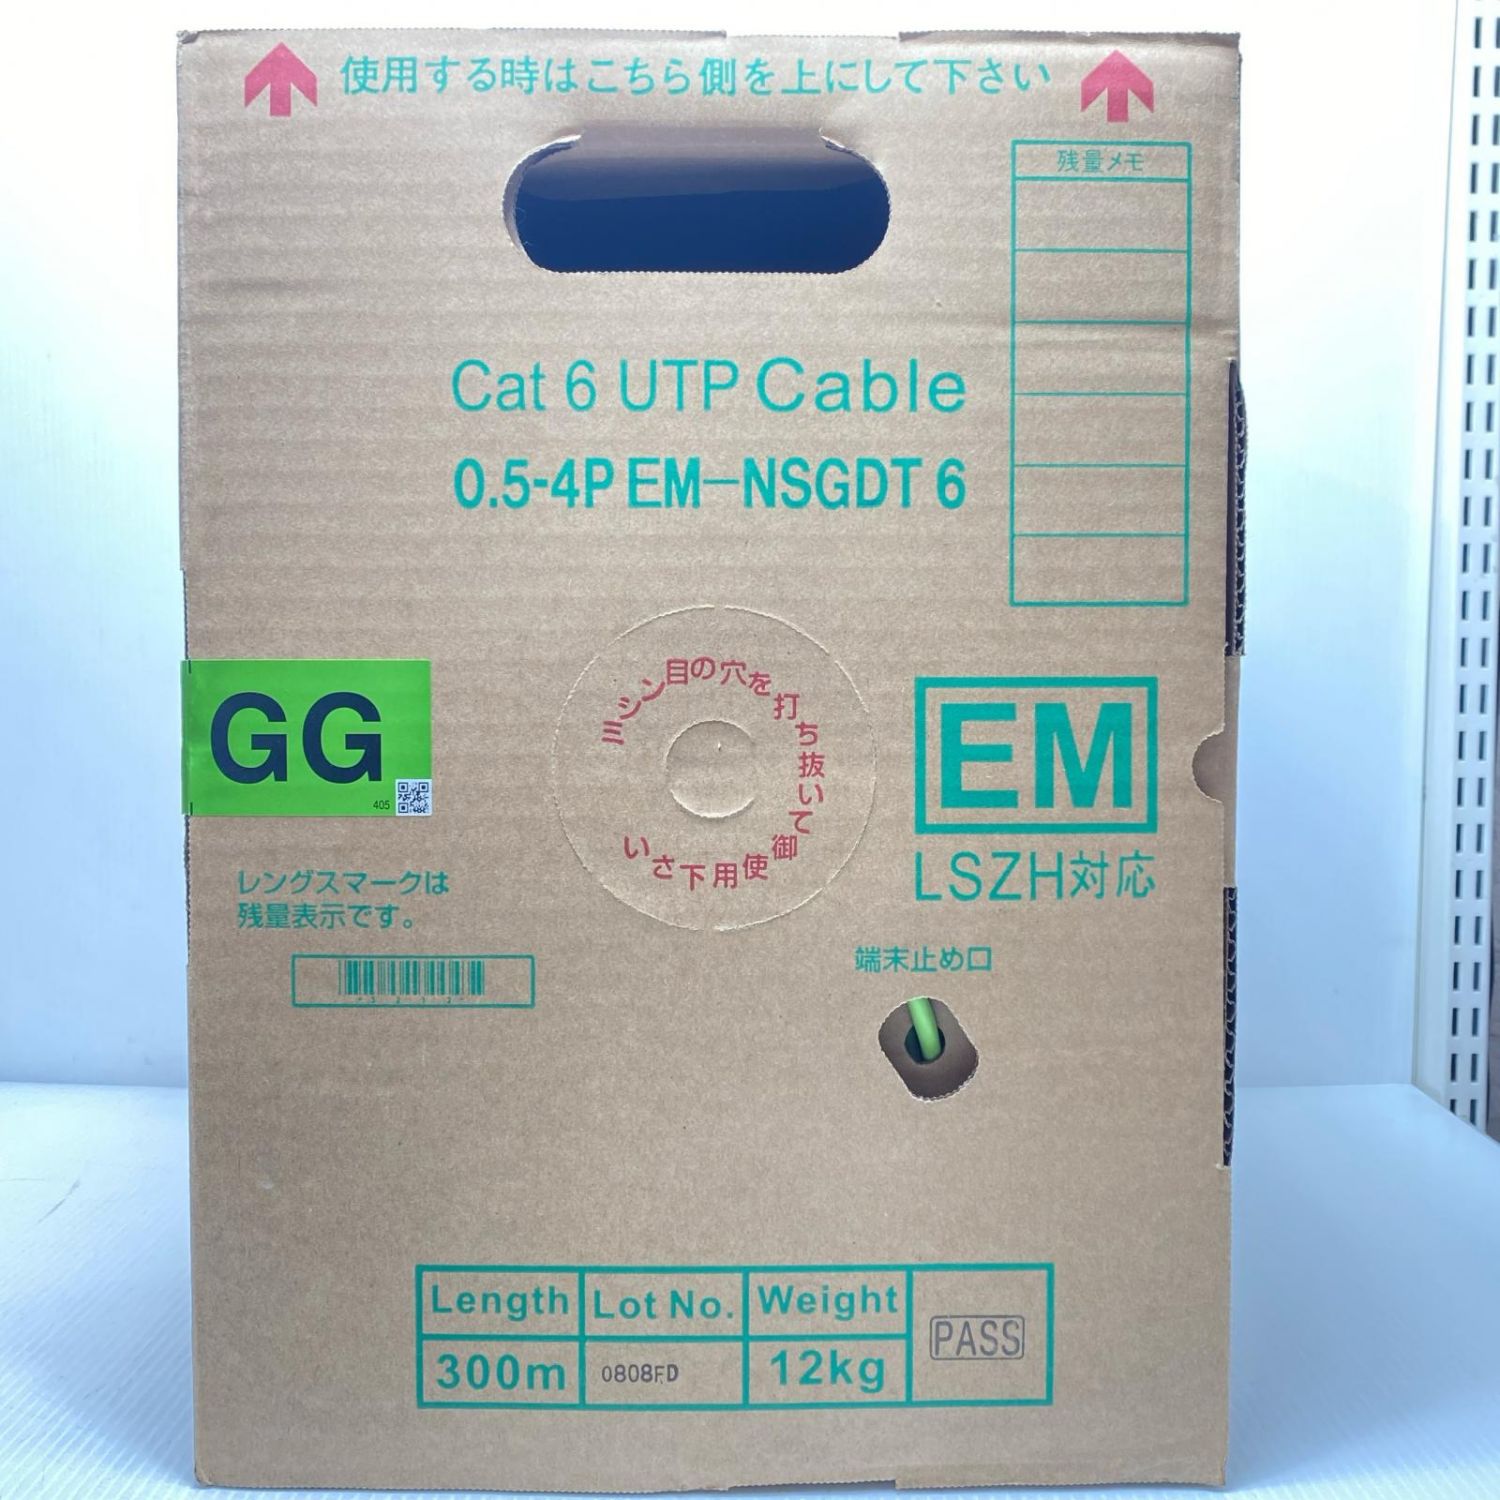 使用する時はこちら側を上にして下さい
残量メモ
Cat 6 UTP Cable
0.5-4P EM-NSGDT 6
ミシン目の穴を打ち抜いて御使用下さい
GG
405
EM
LSZH対応
レングスマークは
残量表示です。
端末止め口
Length Lot No. Weight
PASS
300m 0808FD 12kg